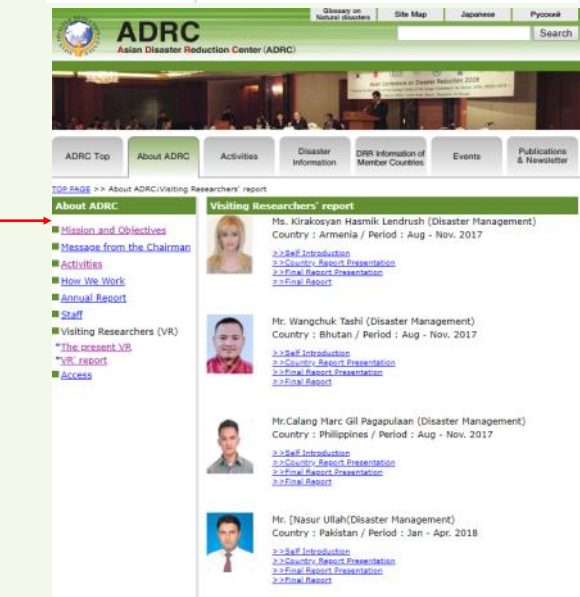 Glossary on
Natural disasters
Site Map
Japanese
Русский
ADRC
Asian Disaster Reduction Center (ADRC)
Search
Asian Conference on Disaster Reduction 2008
ADRC Top
About ADRC
Activities
Disaster
Information
DRR Information of
Member Countries
Events
Publications
& Newsletter
TOP PAGE >> About ADRC:Visiting Researchers' report
About ADRC
Mission and Objectives
Message from the Chairman
Activities
How We Work
Annual Report
Staff
Visiting Researchers (VR)
*The present VR
*VR' report
Access
Visiting Researchers' report
Ms. Kirakosyan Hasmik Lendrush (Disaster Management)
Country : Armenia / Period : Aug - Nov. 2017
>>Self Introduction
>>Country Report Presentation
>>Final Report Presentation
>>Final Report
Mr. Wangchuk Tashi (Disaster Management)
Country : Bhutan / Period : Aug - Nov. 2017
>>Self Introduction
>>Country Report Presentation
>>Final Report Presentation
>>Final Report
Mr.Calang Marc Gil Pagapulaan (Disaster Management)
Country : Philippines / Period : Aug - Nov. 2017
>>Self Introduction
>>Country Report Presentation
>>Final Report Presentation
>>Final Report
Mr. [Nasur Ullah(Disaster Management)
Country : Pakistan / Period : Jan - Apr. 2018
>>Self Introduction
>>Country Report Presentation
>>Final Report Presentation
>>Final Report